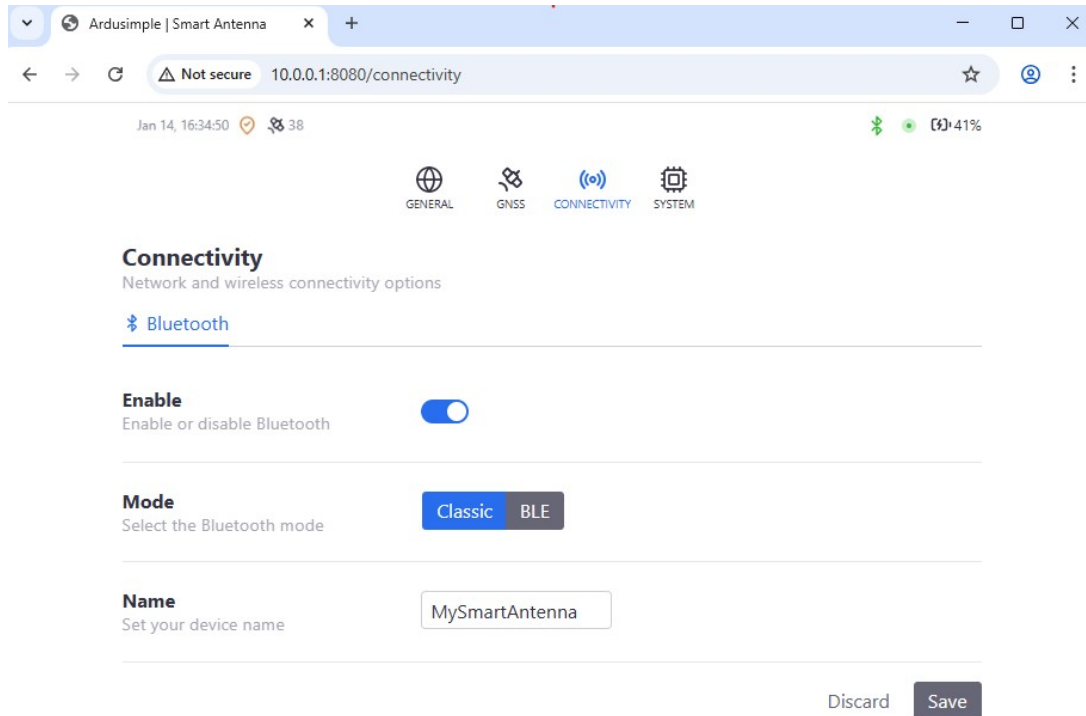 Ardusimple | Smart Antenna
Not secure 10.0.0.1:8080/connectivity
Jan 14, 16:34:50 38 41%
GENERAL GNSS CONNECTIVITY SYSTEM
Connectivity
Network and wireless connectivity options
Bluetooth
Enable
Enable or disable Bluetooth
Mode
Select the Bluetooth mode
Classic BLE
Name
Set your device name
MySmartAntenna
Discard Save